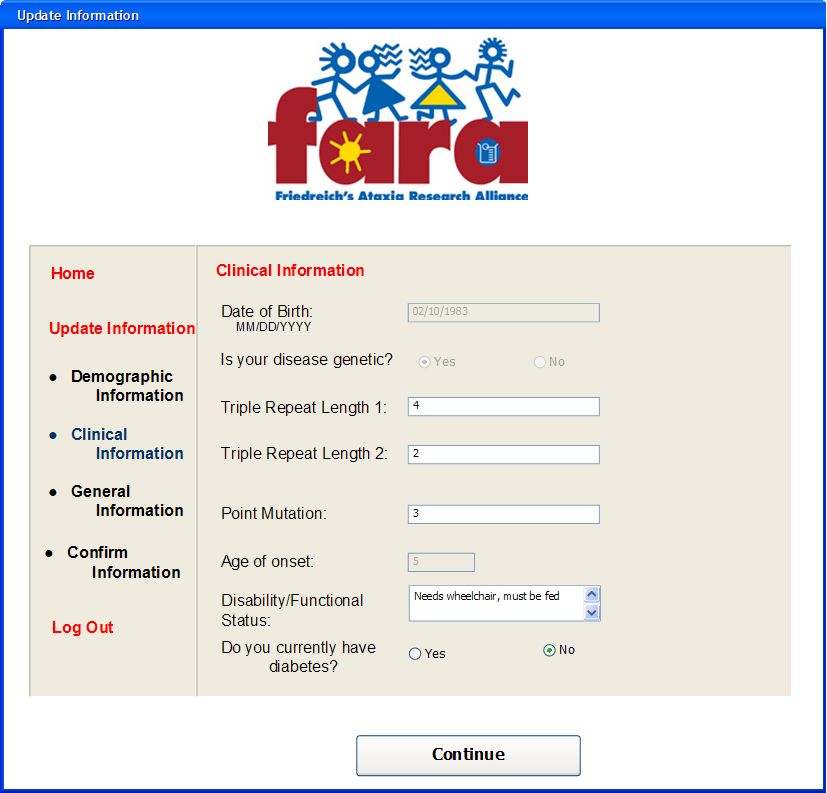 Update Information
fara
Friedreich's Ataxia Research Alliance
Home
Update Information
Demographic
Information
Clinical
Information
General
Information
Confirm
Information
Log Out
Clinical Information
Date of Birth: 02/10/1983
MM/DD/YYYY
Is your disease genetic? Yes No
Triple Repeat Length 1: 4
Triple Repeat Length 2: 2
Point Mutation: 3
Age of onset: 5
Disability/Functional Needs wheelchair, must be fed
Status:
Do you currently have Yes No
diabetes?
Continue